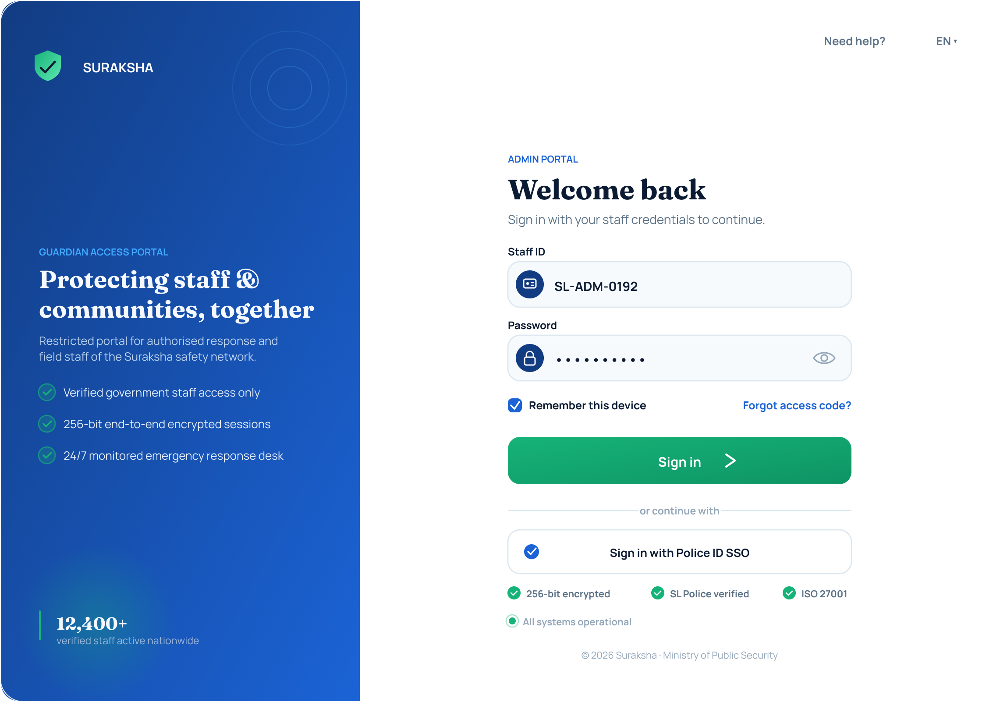 SURAKSHA
GUARDIAN ACCESS PORTAL
Protecting staff &
communities, together
Restricted portal for authorised response and
field staff of the Suraksha safety network.
Verified government staff access only
256-bit end-to-end encrypted sessions
24/7 monitored emergency response desk
12,400+
verified staff active nationwide
Need help?
EN ▾
ADMIN PORTAL
Welcome back
Sign in with your staff credentials to continue.
Staff ID
SL-ADM-0192
Password
••••••••••
Remember this device
Forgot access code?
Sign in
or continue with
Sign in with Police ID SSO
256-bit encrypted
SL Police verified
ISO 27001
All systems operational
© 2026 Suraksha · Ministry of Public Security